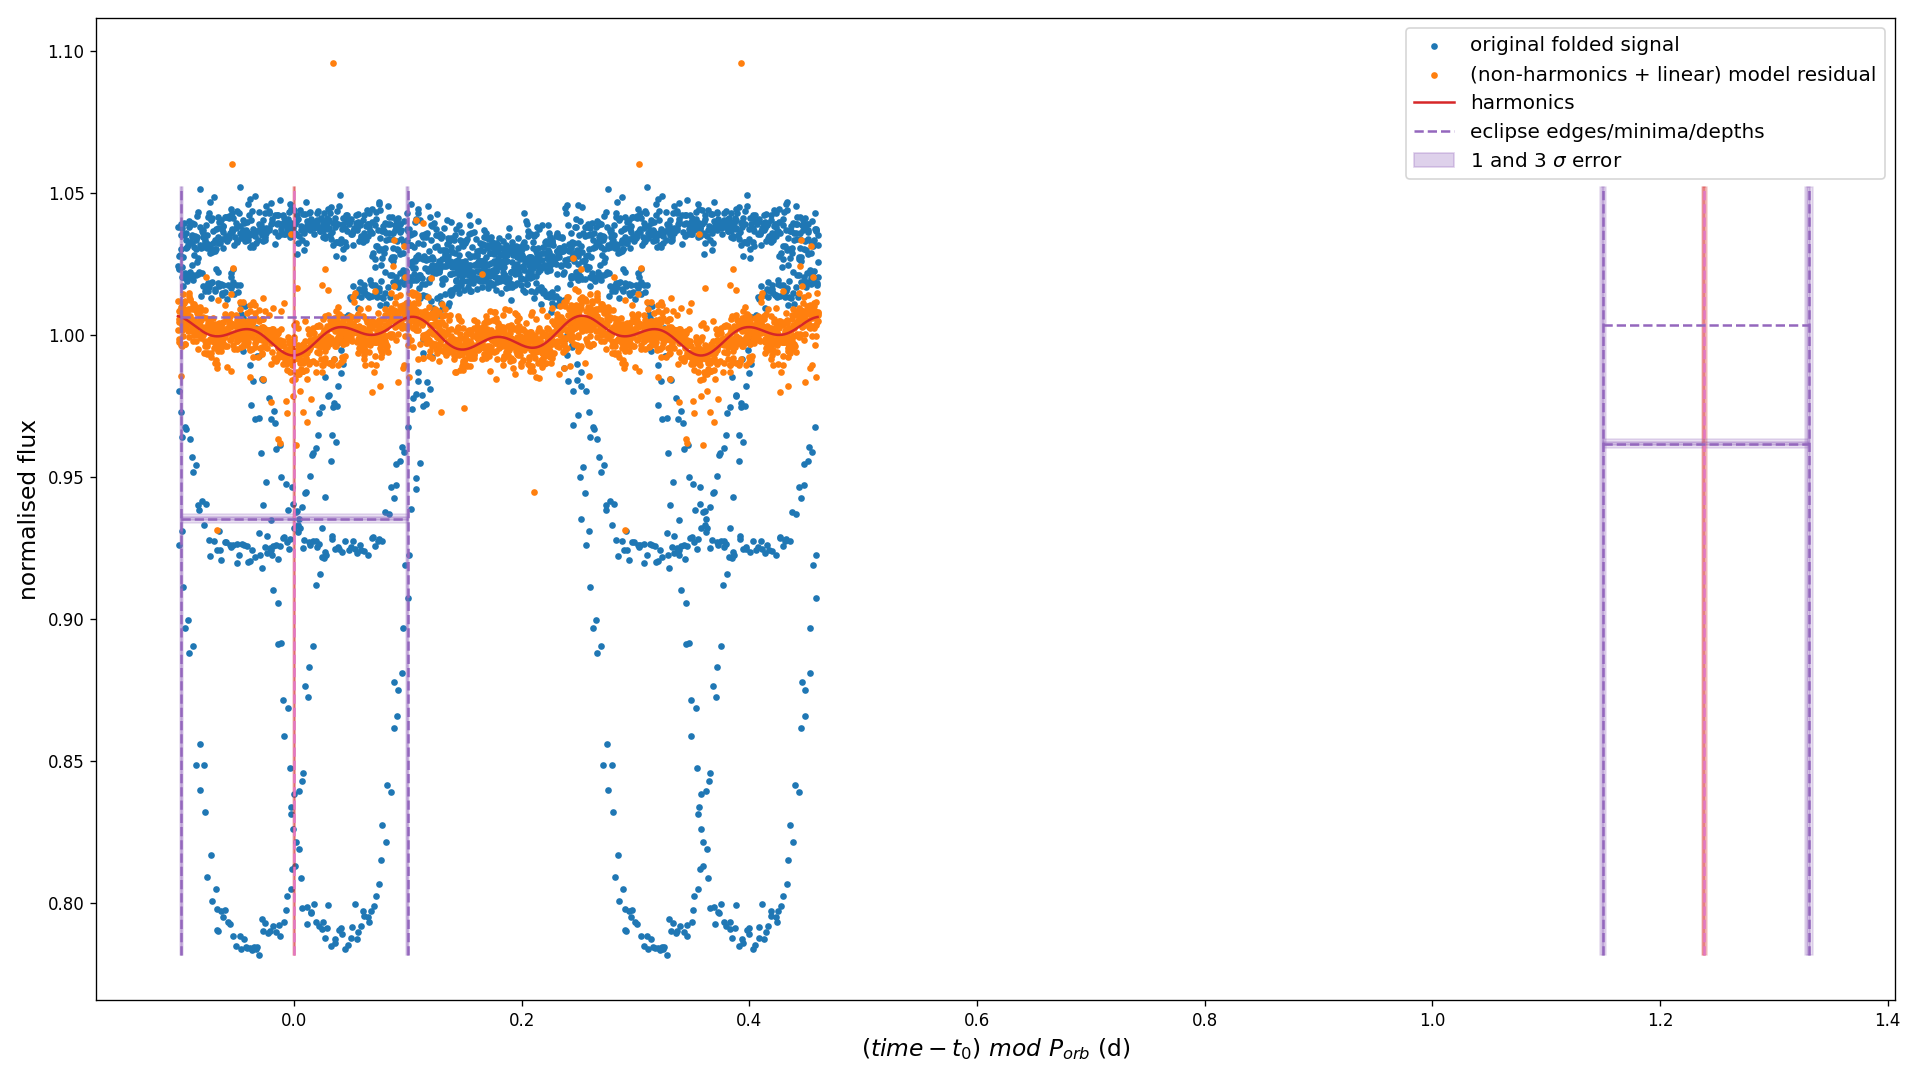 1.10
1.05
1.00
0.95
0.90
0.85
0.80
normalised flux
original folded signal
(non-harmonics + linear) model residual
harmonics
eclipse edges/minima/depths
1 and 3 σ error
0.0 0.2 0.4 0.6 0.8 1.0 1.2 1.4
(time − t₀) mod P_orb (d)